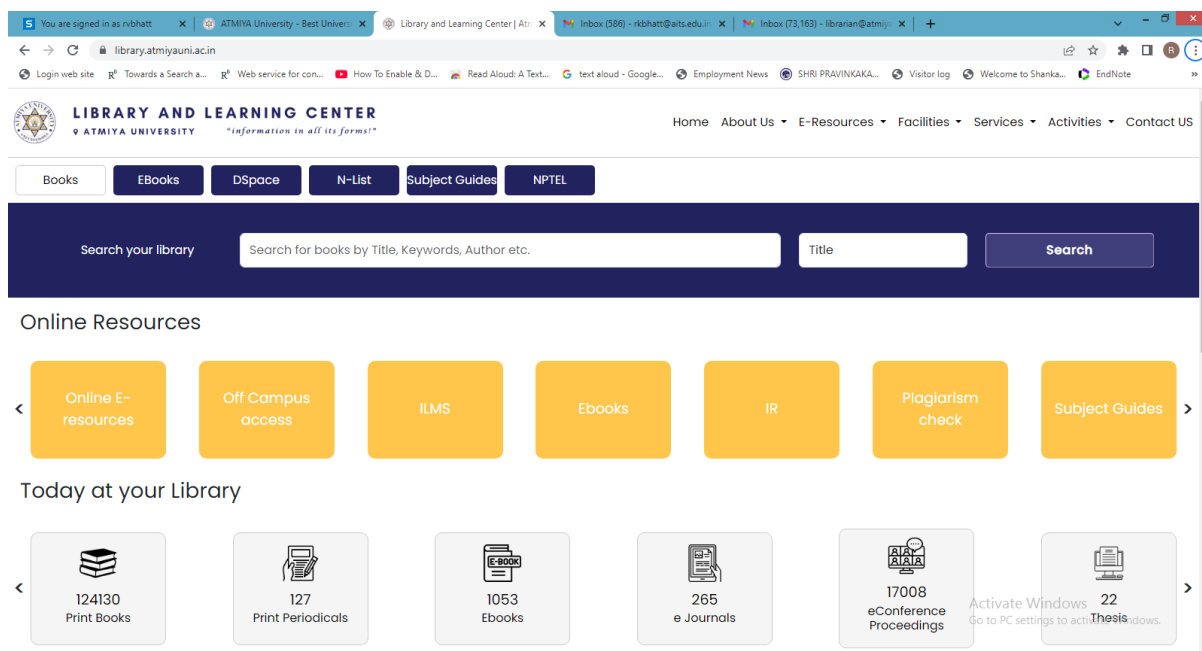 You are signed in as rvbhatt
ATMIYA University - Best Universi
Library and Learning Center | Atm
Inbox (586) - rkbhatt@aits.edu.in
Inbox (73,163) - librarian@atmiya
library.atmiyauni.ac.in
R
Login web site
Towards a Search a...
Web service for con...
How To Enable & D...
Read Aloud: A Text...
text aloud - Google...
Employment News
SHRI PRAVINKAKA...
Visitor log
Welcome to Shanka...
EndNote
LIBRARY AND LEARNING CENTER
ATMIYA UNIVERSITY "information in all its forms!"
Home About Us E-Resources Facilities Services Activities Contact US
Books EBooks DSpace N-List Subject Guides NPTEL
Search your library Search for books by Title, Keywords, Author etc. Title Search
Online Resources
Online E-
resources
Off Campus
access
ILMS
Ebooks
IR
Plagiarism
check
Subject Guides
Today at your Library
124130
Print Books
127
Print Periodicals
E-BOOK
1053
Ebooks
265
e Journals
17008
eConference
Proceedings
22
Thesis
Activate Windows
Go to PC settings to activate Windows.